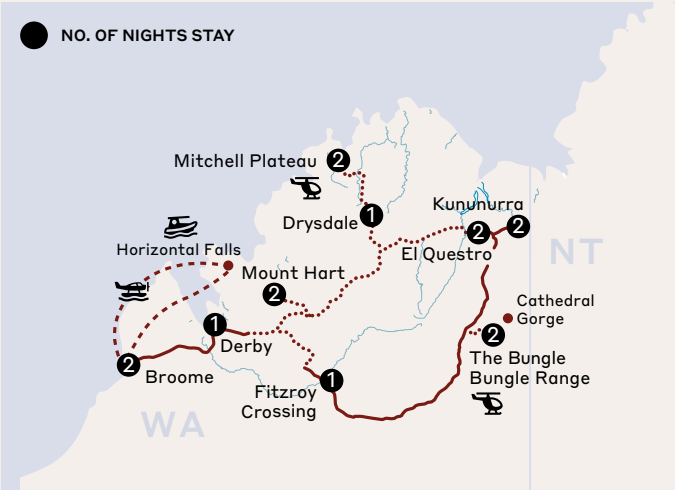 NO. OF NIGHTS STAY
Mitchell Plateau 2
Drysdale 1
Kununurra
2
2
El Questro
NT
Horizontal Falls
Mount Hart
2
Cathedral
Gorge
1
Derby
2
The Bungle
Bungle Range
2
Broome
1
Fitzroy
Crossing
WA